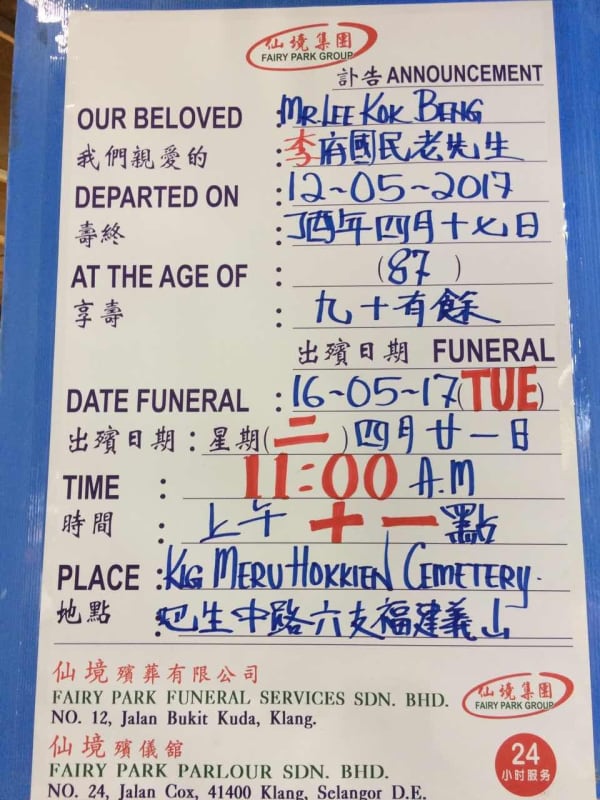 仙境集團
FAIRY PARK GROUP
訃告 ANNOUNCEMENT
OUR BELOVED : MR. LEE KOK BENG
我們親愛的 : 李府國民老先生
DEPARTED ON : 12-05-2017
壽終 : 丁酉年四月十七日
AT THE AGE OF : (87)
享壽 : 九十有餘
出殯日期 FUNERAL
DATE FUNERAL : 16-05-17 (TUE)
出殯日期 : 星期(二) 四月廿一日
TIME : 11:00 A.M
時間 : 上午 十一 點
PLACE : KLG MERU HOKKIEN CEMETERY.
地點 : 巴生中路六支福建義山
仙境殯葬有限公司
FAIRY PARK FUNERAL SERVICES SDN. BHD.
NO. 12, Jalan Bukit Kuda, Klang.
仙境集團
FAIRY PARK GROUP
仙境殯儀舘
FAIRY PARK PARLOUR SDN. BHD.
NO. 24, Jalan Cox, 41400 Klang, Selangor D.E.
24
小时服务